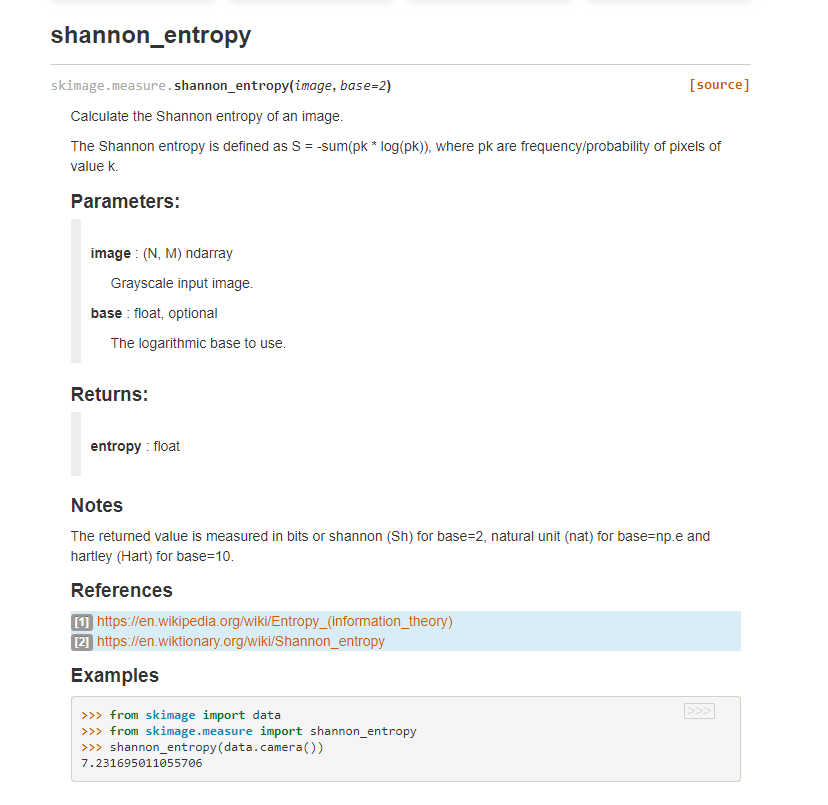 shannon_entropy
skimage.measure.shannon_entropy(image, base=2) [source]
Calculate the Shannon entropy of an image.
The Shannon entropy is defined as S = -sum(pk * log(pk)), where pk are frequency/probability of pixels of
value k.
Parameters:
image : (N, M) ndarray
Grayscale input image.
base : float, optional
The logarithmic base to use.
Returns:
entropy : float
Notes
The returned value is measured in bits or shannon (Sh) for base=2, natural unit (nat) for base=np.e and
hartley (Hart) for base=10.
References
[1] https://en.wikipedia.org/wiki/Entropy_(information_theory)
[2] https://en.wiktionary.org/wiki/Shannon_entropy
Examples
>>>
>>> from skimage import data
>>> from skimage.measure import shannon_entropy
>>> shannon_entropy(data.camera())
7.231695011055706